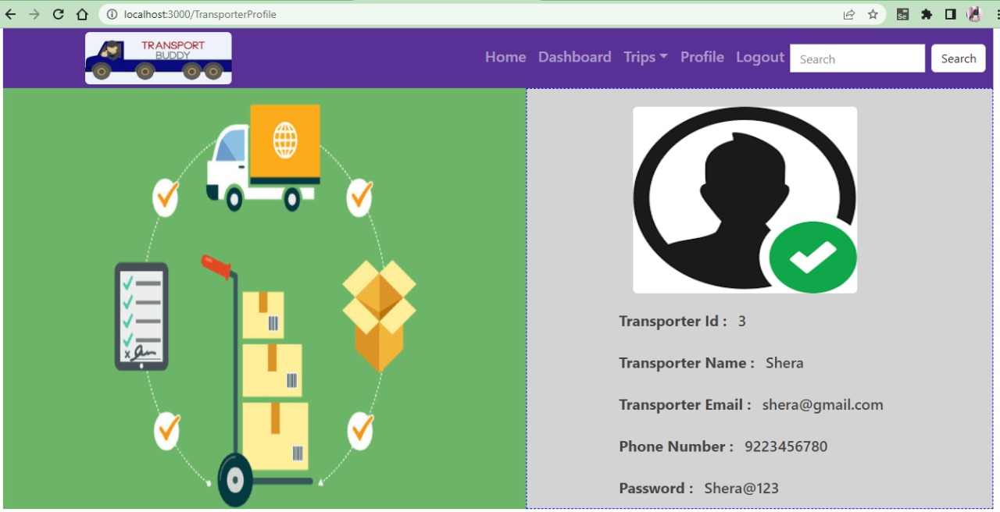 localhost:3000/TransporterProfile
Se
TRANSPORT
BUDDY
Home Dashboard Trips Profile Logout Search Search
Transporter Id : 3
Transporter Name : Shera
Transporter Email : shera@gmail.com
Phone Number : 9223456780
Password : Shera@123